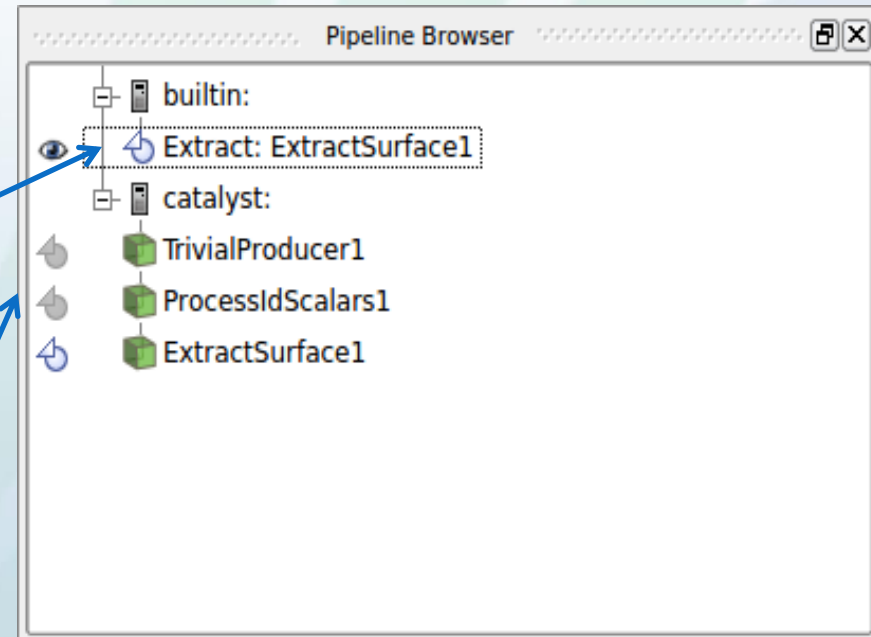 Pipeline Browser
builtin:
Extract: ExtractSurface1
catalyst:
TrivialProducer1
ProcessIdScalars1
ExtractSurface1